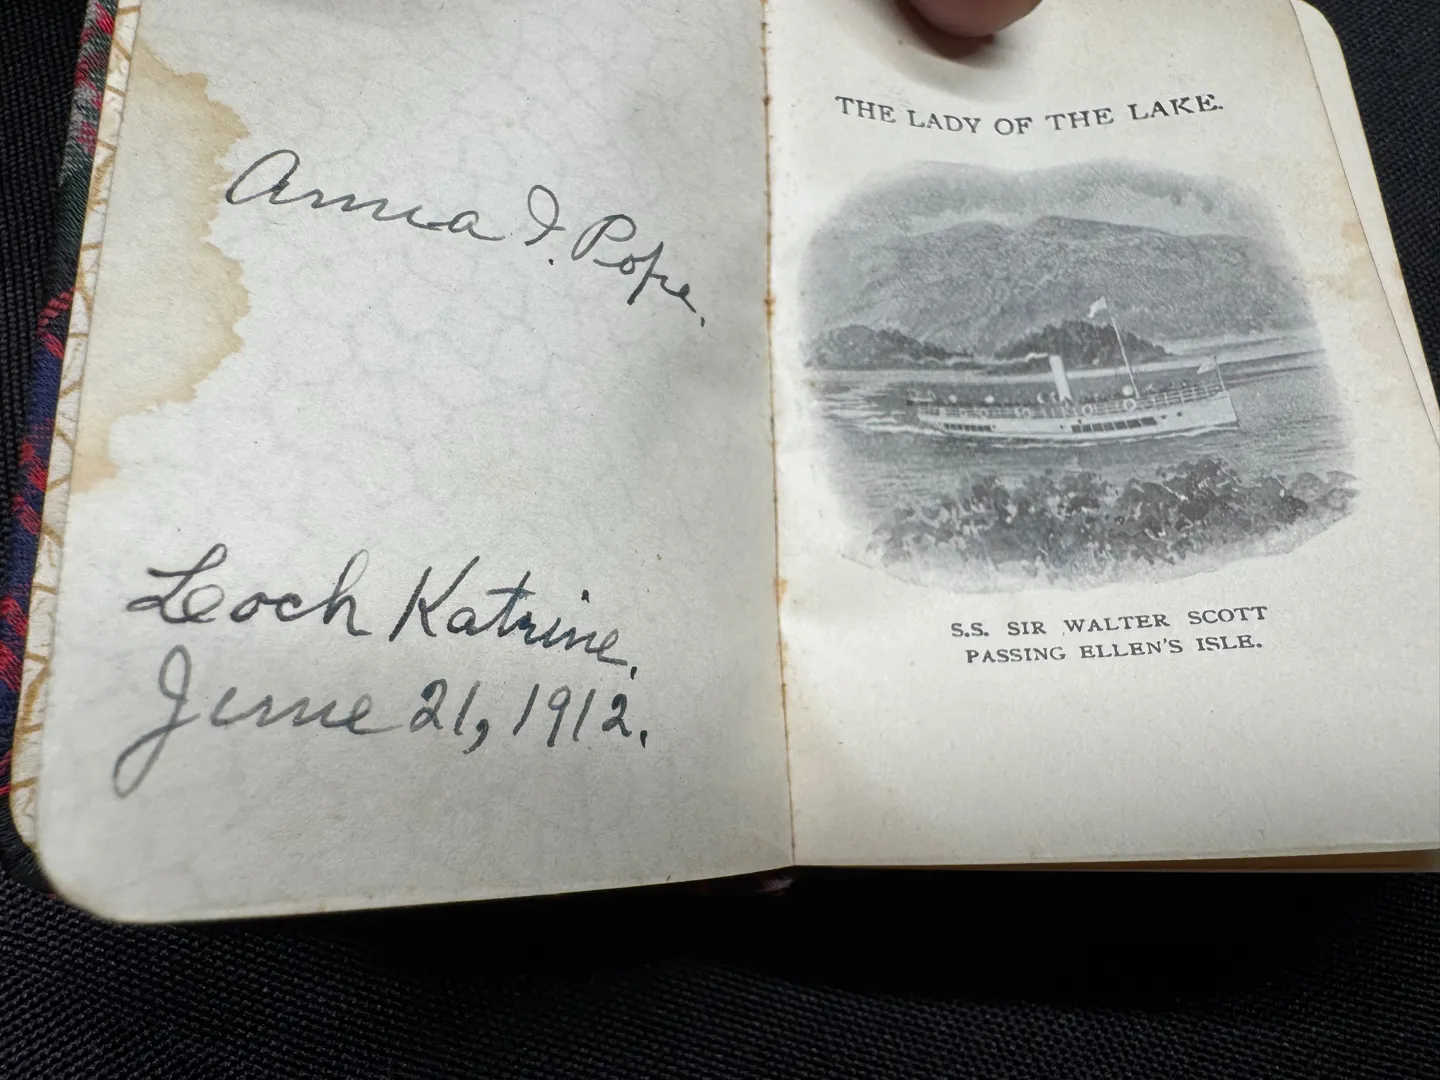 Anna I. Pope.
Loch Katrine.
June 21, 1912.
THE LADY OF THE LAKE.
S.S. SIR WALTER SCOTT
PASSING ELLEN'S ISLE.